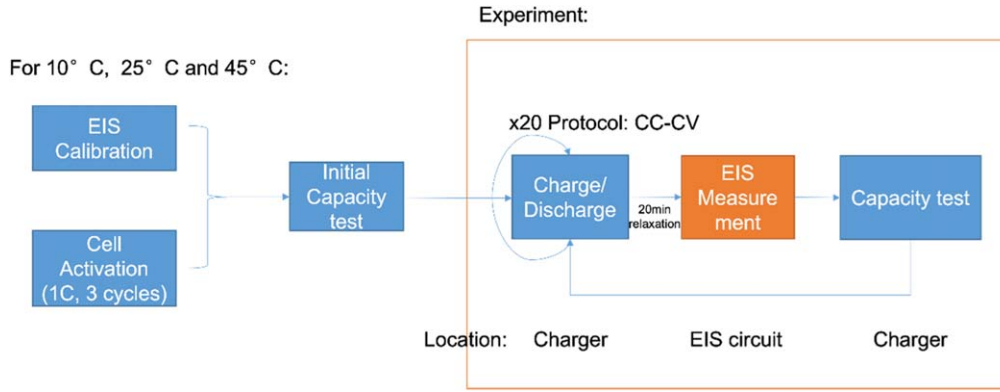 Experiment:
For 10° C, 25° C and 45° C:
EIS
Calibration
Cell
Activation
(1C, 3 cycles)
Initial
Capacity
test
x20 Protocol: CC-CV
Charge/
Discharge
20min
relaxation
EIS
Measure
ment
Capacity test
Location:
Charger
EIS circuit
Charger